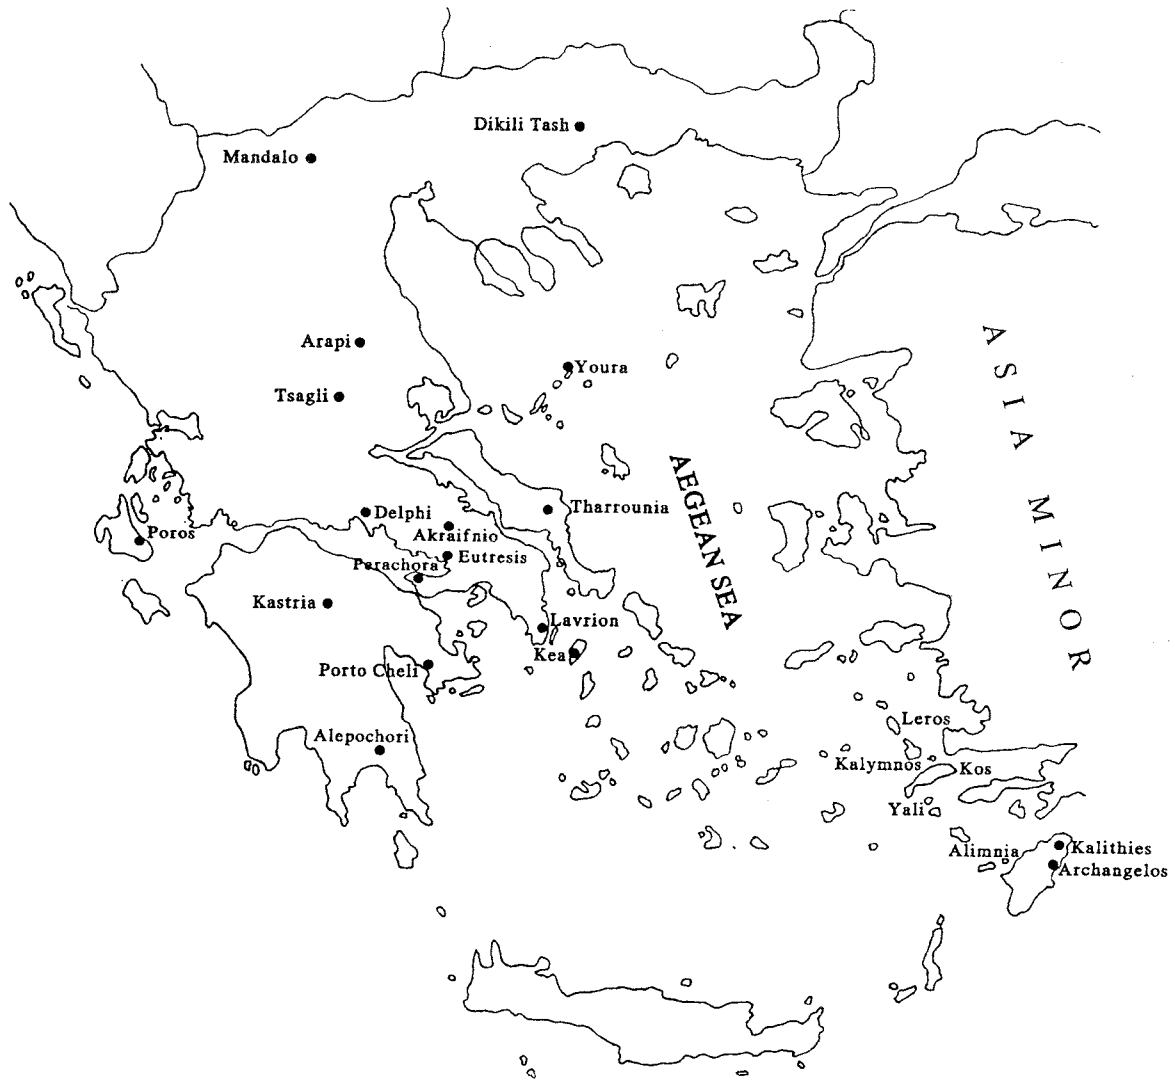 Dikili Tash
Mandalo
ASIA MINOR
Arapi
Youra
Tsagli
AEGEAN SEA
Tharrounia
Delphi
Akraifnio
Poros
Eutresis
Parachora
Kastria
Lavrion
Kea
Porto Cheli
Leros
Alepochori
Kalymnos
Kos
Yali
Alimnia
Kalithies
Archangelos